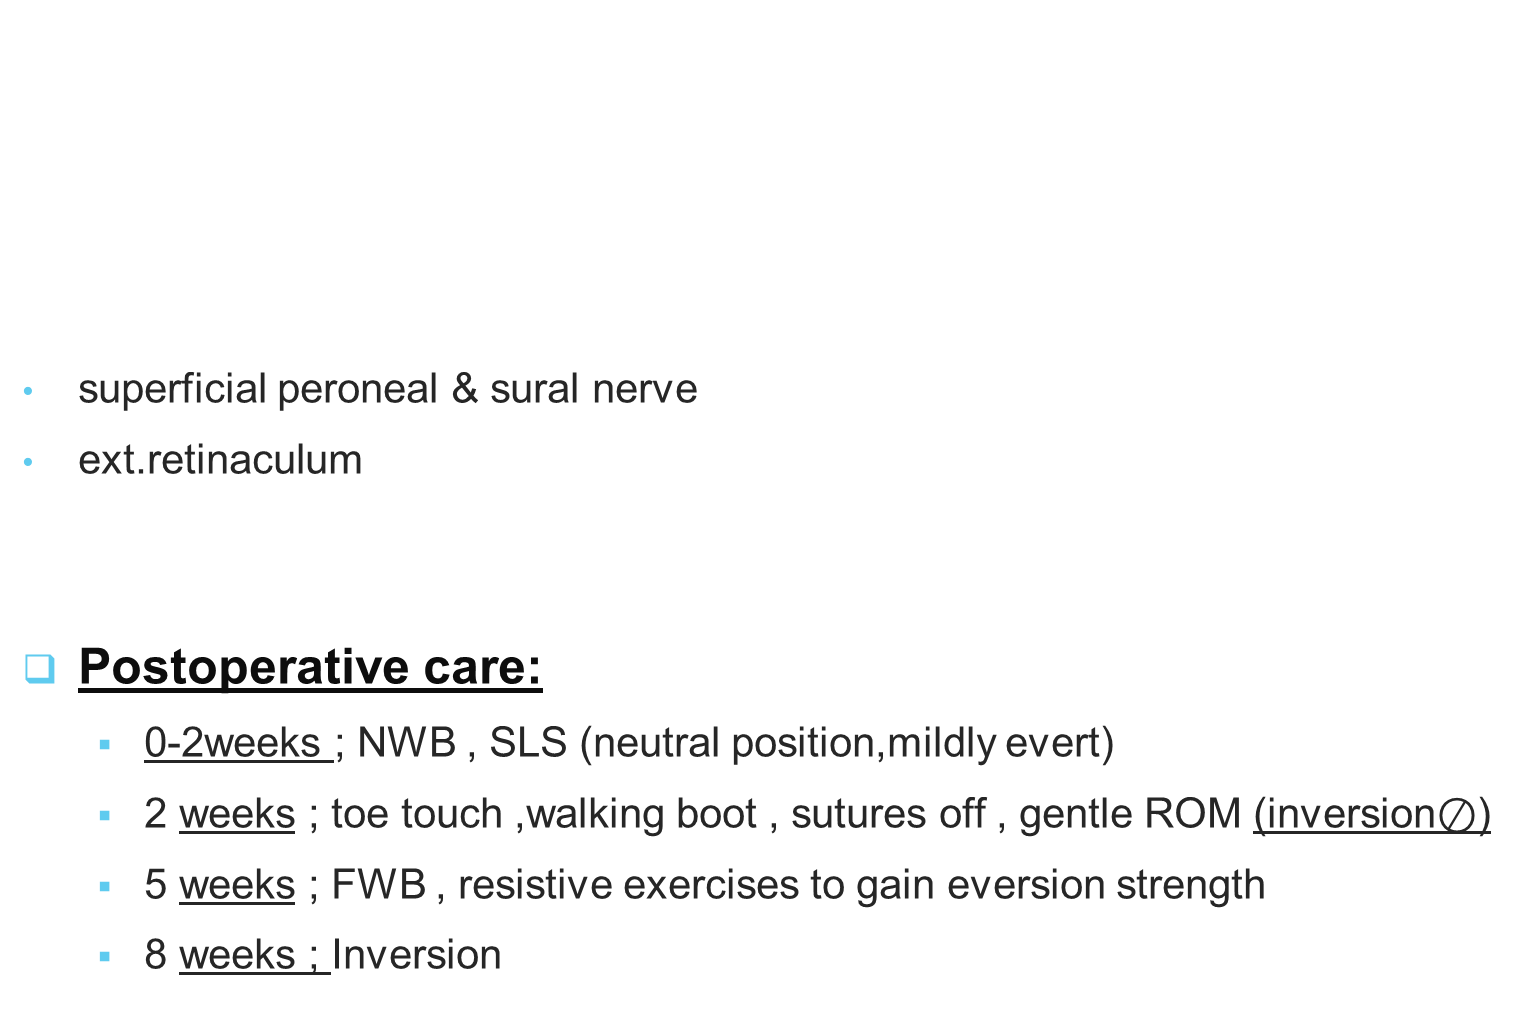 • superficial peroneal & sural nerve
• ext.retinaculum
❑ Postoperative care:
▪ 0-2weeks ; NWB , SLS (neutral position,mildly evert)
▪ 2 weeks ; toe touch ,walking boot , sutures off , gentle ROM (inversion∅)
▪ 5 weeks ; FWB , resistive exercises to gain eversion strength
▪ 8 weeks ; Inversion